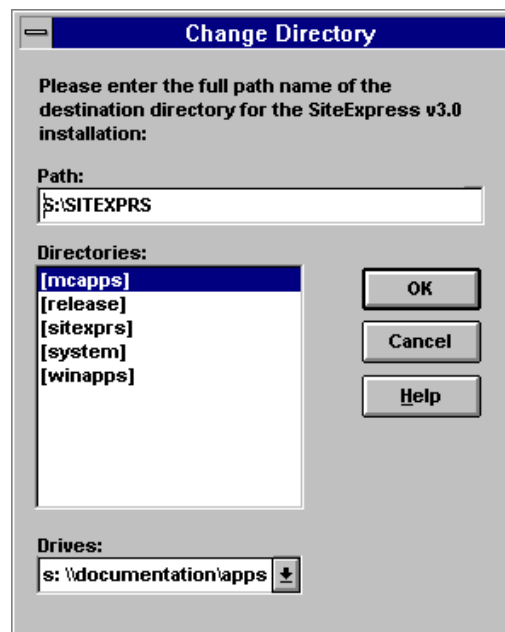 Change Directory
Please enter the full path name of the
destination directory for the SiteExpress v3.0
installation:
Path:
S:\SITEXPRS
Directories:
[mcapps]
[release]
[sitexprs]
[system]
[winapps]
OK
Cancel
Help
Drives:
s: \\documentation\apps